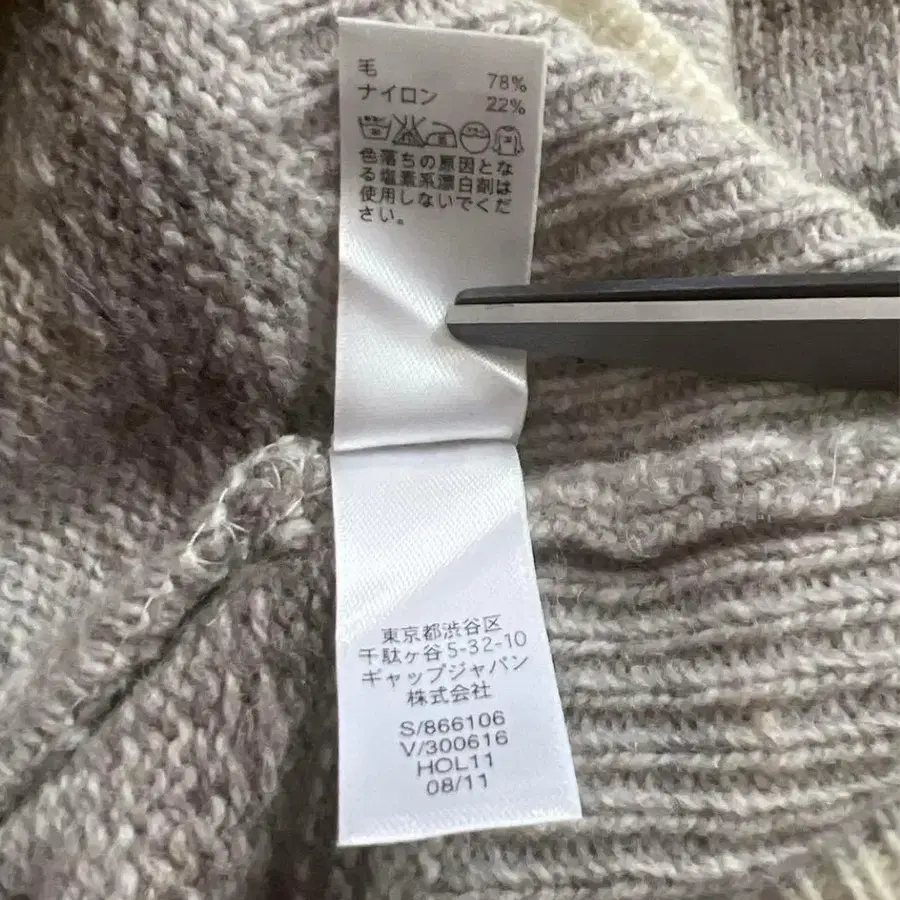 毛 78%
ナイロン 22%
色落ちの原因とな
る塩素系漂白剤は
使用しないでくだ
さい。
東京都渋谷区
千駄ヶ谷5-32-10
ギャップジャパン
株式会社
S/866106
V/300616
HOL11
08/11